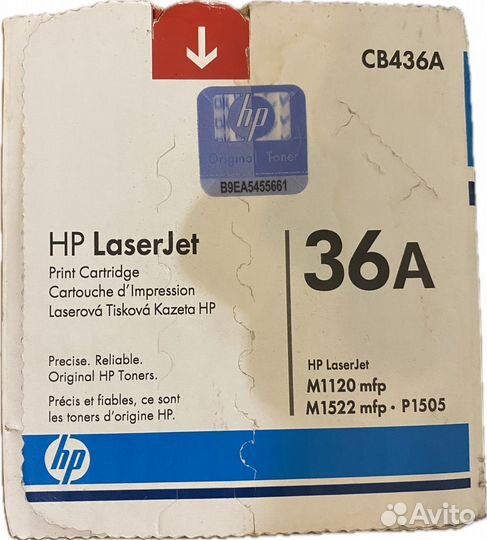 CB436A
hp
Original Toner
B9EA5455661
HP LaserJet
Print Cartridge
Cartouche d'Impression
Laserová Tisková Kazeta HP
36A
Precise. Reliable.
Original HP Toners.
Précis et fiables, ce sont
les toners d'origine HP.
HP LaserJet
M1120 mfp
M1522 mfp • P1505
hp
Avito